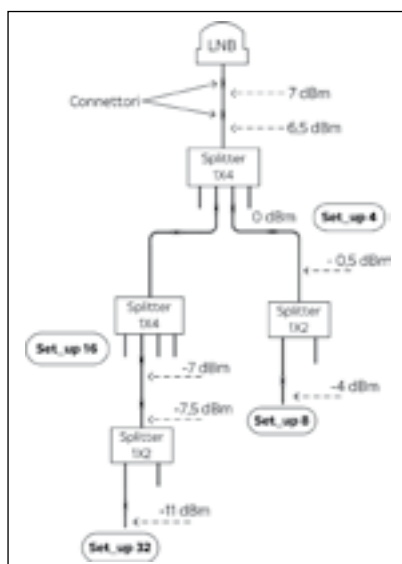 LNB
Connettori
7 dBm
6,5 dBm
Splitter
1X4
0 dBm
Set_up 4
- 0,5 dBm
Splitter
1X4
Splitter
1X2
Set_up 16
-7 dBm
-4 dBm
-7,5 dBm
Set_up 8
Splitter
1X2
-11 dBm
Set_up 32